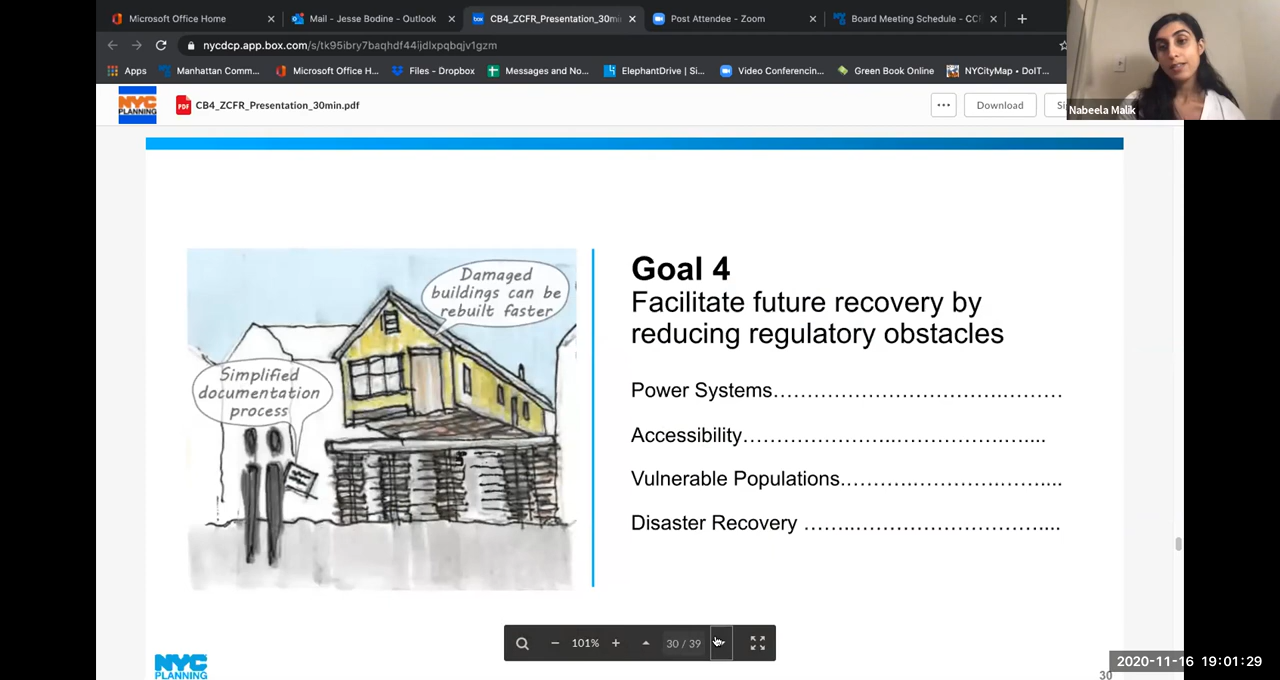 Microsoft Office Home
Mail - Jesse Bodine - Outlook
CB4_ZCFR_Presentation_30mi
Post Attendee - Zoom
Board Meeting Schedule - CCF
nycdcp.app.box.com/s/tk95ibry7baqhdf44ijdlxpqbqjv1gzm
Apps
Manhattan Comm...
Microsoft Office H...
Files - Dropbox
Messages and No...
ElephantDrive | Si...
Video Conferencin...
Green Book Online
NYCityMap • DoIT...
Nabeela Malik
NYC
PLANNING
PDF
CB4_ZCFR_Presentation_30min.pdf
Download
Damaged
buildings can be
rebuilt faster
Simplified
documentation
process
Goal 4
Facilitate future recovery by
reducing regulatory obstacles
Power Systems……………………………………
Accessibility…………………..……………….…...
Vulnerable Populations……….………………….……....
Disaster Recovery ……..………………………...
101%
30 / 39
NYC
PLANNING
30
2020-11-16 19:01:29